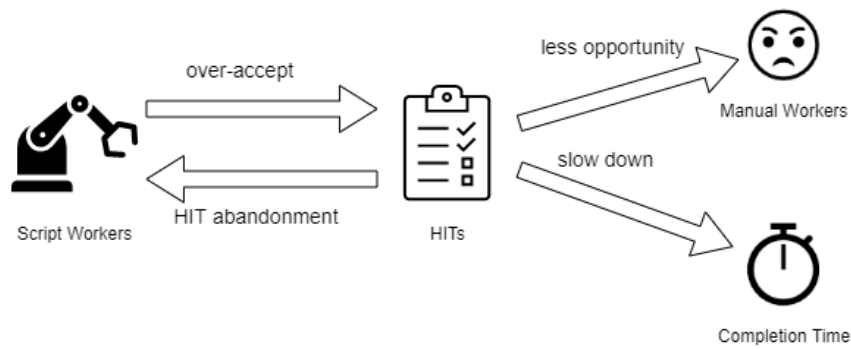 over-accept
HIT abandonment
Script Workers
HITs
less opportunity
Manual Workers
slow down
Completion Time